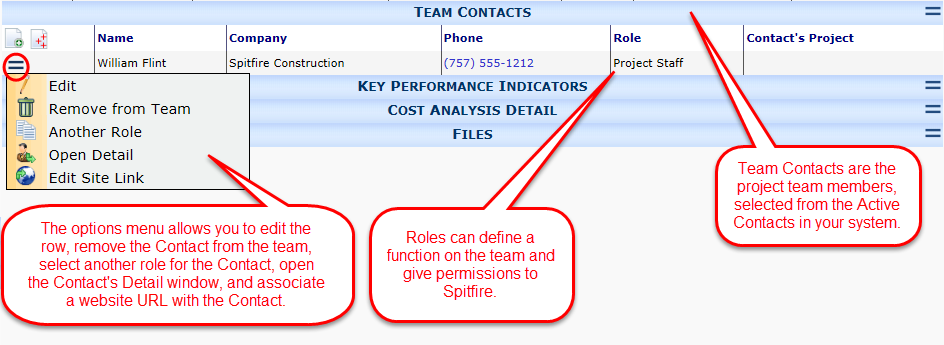 TEAM CONTACTS
Name Company Phone Role Contact's Project
William Flint Spitfire Construction (757) 555-1212 Project Staff
KEY PERFORMANCE INDICATORS
COST ANALYSIS DETAIL
FILES
Edit
Remove from Team
Another Role
Open Detail
Edit Site Link
The options menu allows you to edit the
row, remove the Contact from the team,
select another role for the Contact, open
the Contact's Detail window, and associate
a website URL with the Contact.
Roles can define a
function on the team and
give permissions to
Spitfire.
Team Contacts are the
project team members,
selected from the Active
Contacts in your system.